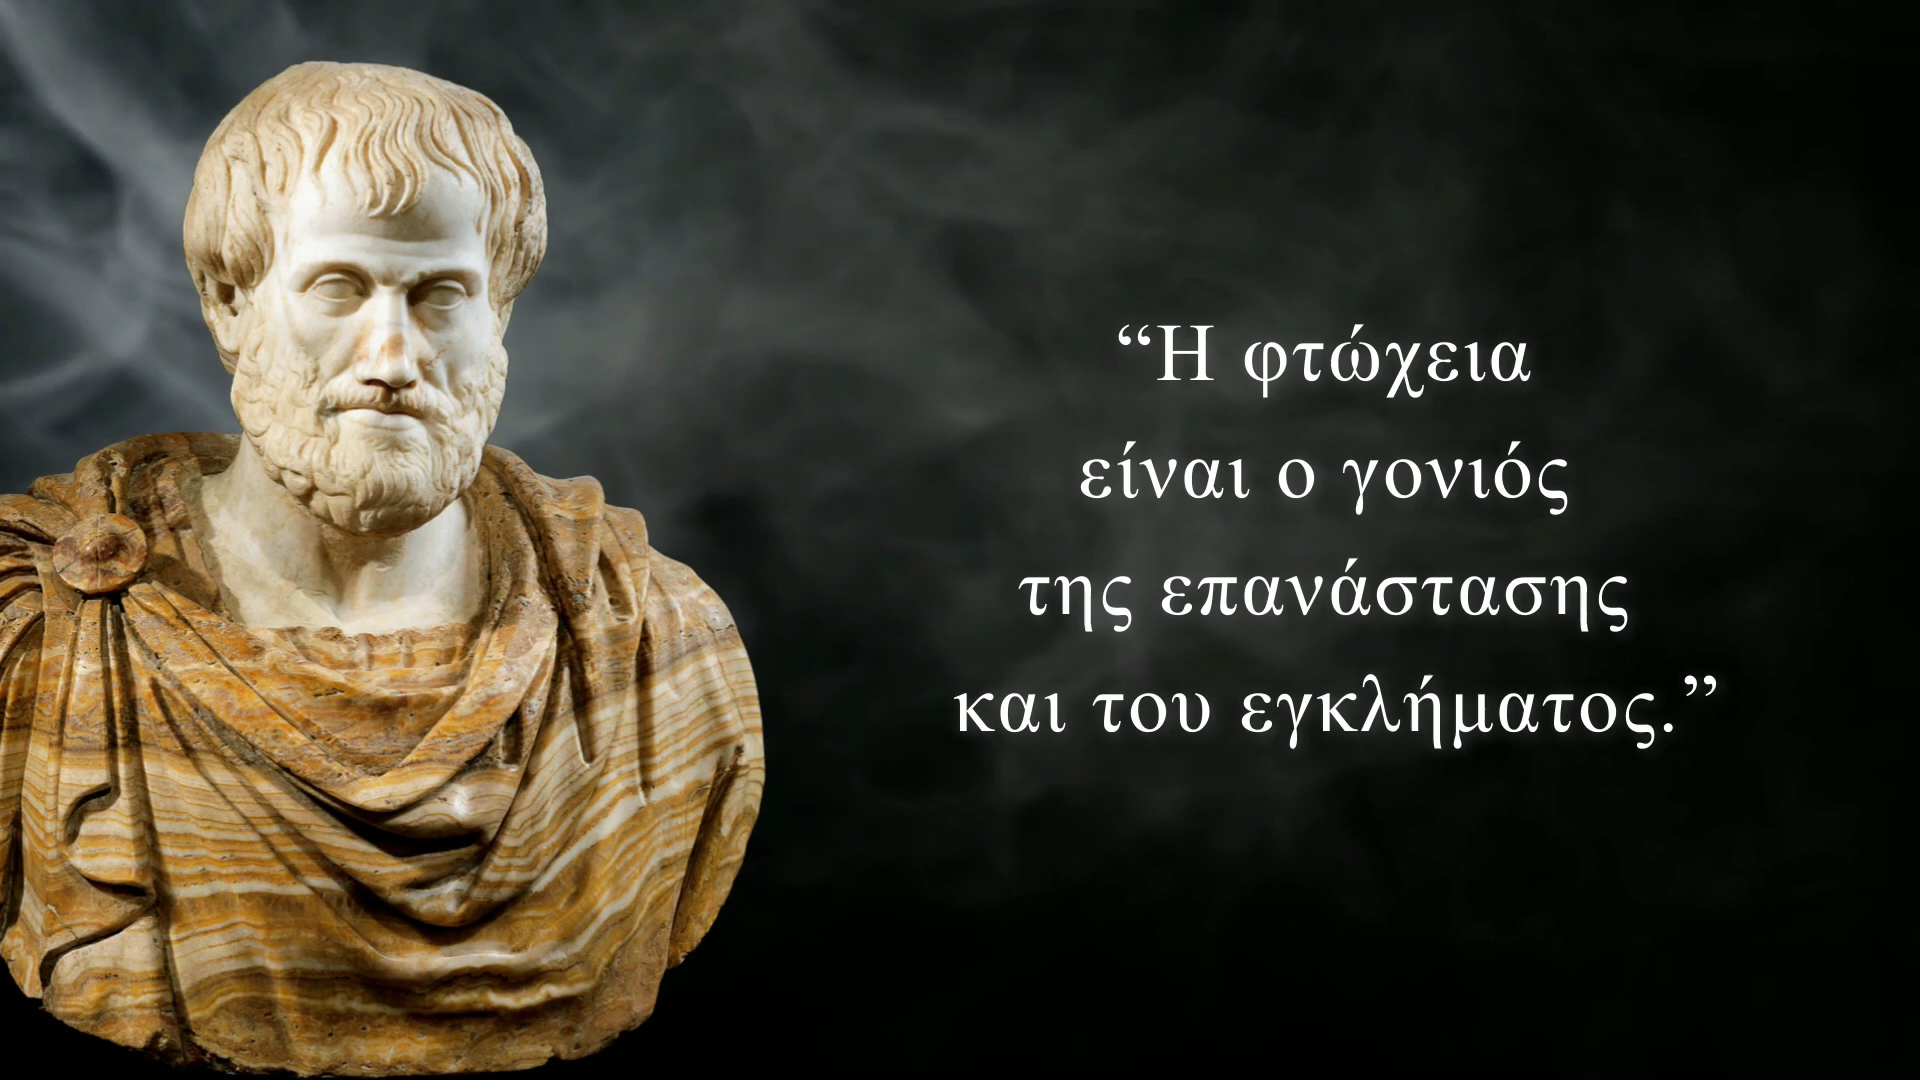 “Η φτώχεια
είναι ο γονιός
της επανάστασης
και του εγκλήματος.”